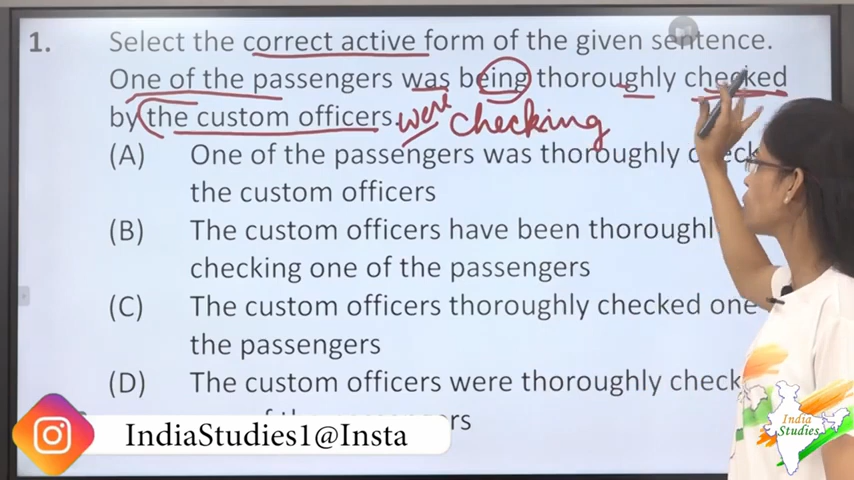 1. Select the correct active form of the given sentence.
One of the passengers was being thoroughly checked
by the custom officers. were checking
(A) One of the passengers was thoroughly
the custom officers
(B) The custom officers have been
checking one of the passengers
(C) The custom officers thoroughly checked one
the passengers
(D) The custom officers were thoroughly
IndiaStudies1@Insta
India
Studies